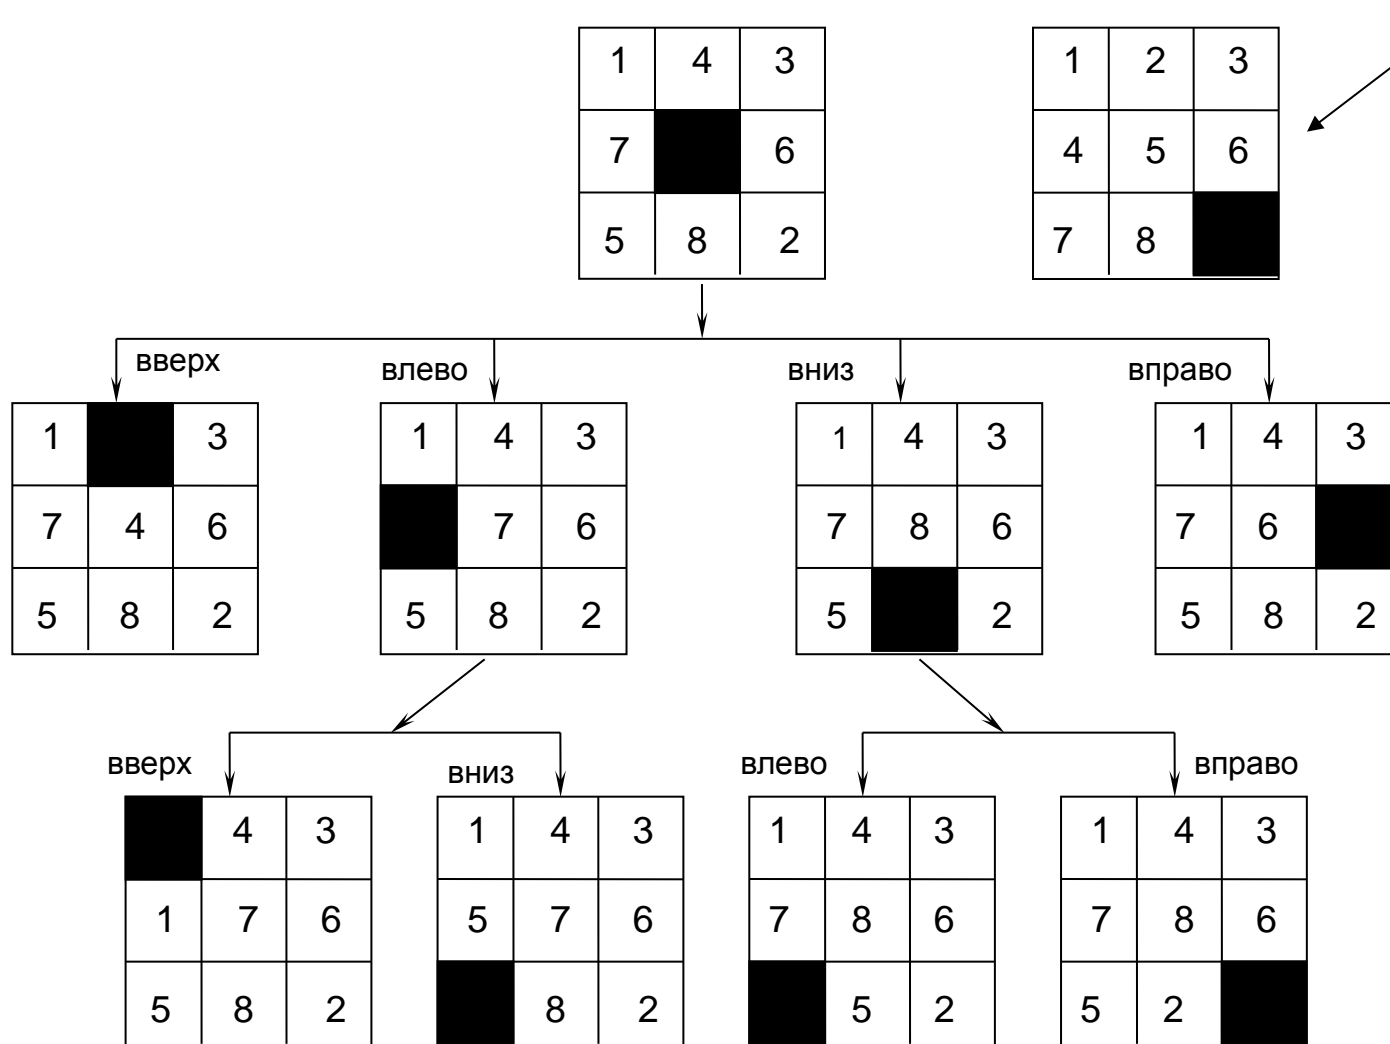 1 4 3 1 2 3
7 6 4 5 6
5 8 2 7 8
вверх влево вниз вправо
1 3 1 4 3 1 4 3 1 4 3
7 4 6 7 6 7 8 6 7 6
5 8 2 5 8 2 5 2 5 8 2
вверх вниз влево вправо
4 3 1 4 3 1 4 3 1 4 3
1 7 6 5 7 6 7 8 6 7 8 6
5 8 2 8 2 5 2 5 2